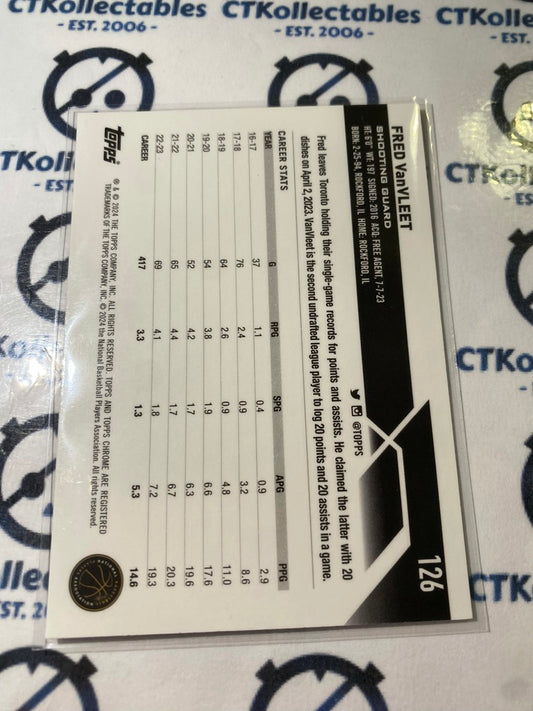 CTKollectables
- EST. 2006 -
CTKollectables
- EST. 2006 -
126
FRED VanVLEET
SHOOTING GUARD
HT: 6'0" WT: 197 SIGNED: 2016 ACQ: FREE AGENT, 7-7-23
BORN: 2-25-94, ROCKFORD, IL HOME: ROCKFORD, IL
@TOPPS
Fred leaves Toronto holding their single-game records for points and assists. He claimed the latter with 20
dishes on April 2, 2023. VanVleet is the second undrafted league player to log 20 points and 20 assists in a game.
CAREER STATS
YEAR G RPG SPG APG PPG
16-17 37 1.1 0.4 0.9 2.9
17-18 76 2.4 0.9 3.2 8.6
18-19 64 2.6 0.9 4.8 11.0
19-20 54 3.8 1.9 6.6 17.6
20-21 52 4.2 1.7 6.3 19.6
21-22 65 4.4 1.7 6.7 20.3
22-23 69 4.1 1.8 7.2 19.3
CAREER 417 3.3 1.3 5.3 14.6
topps
® & © 2024 THE TOPPS COMPANY, INC. ALL RIGHTS RESERVED. TOPPS AND TOPPS CHROME ARE REGISTERED
TRADEMARKS OF THE TOPPS COMPANY, INC. © 2024 the National Basketball Players Association. All rights reserved.
CTKollectables
- EST. 2006 -
CTKolle
CTKollec
- EST.